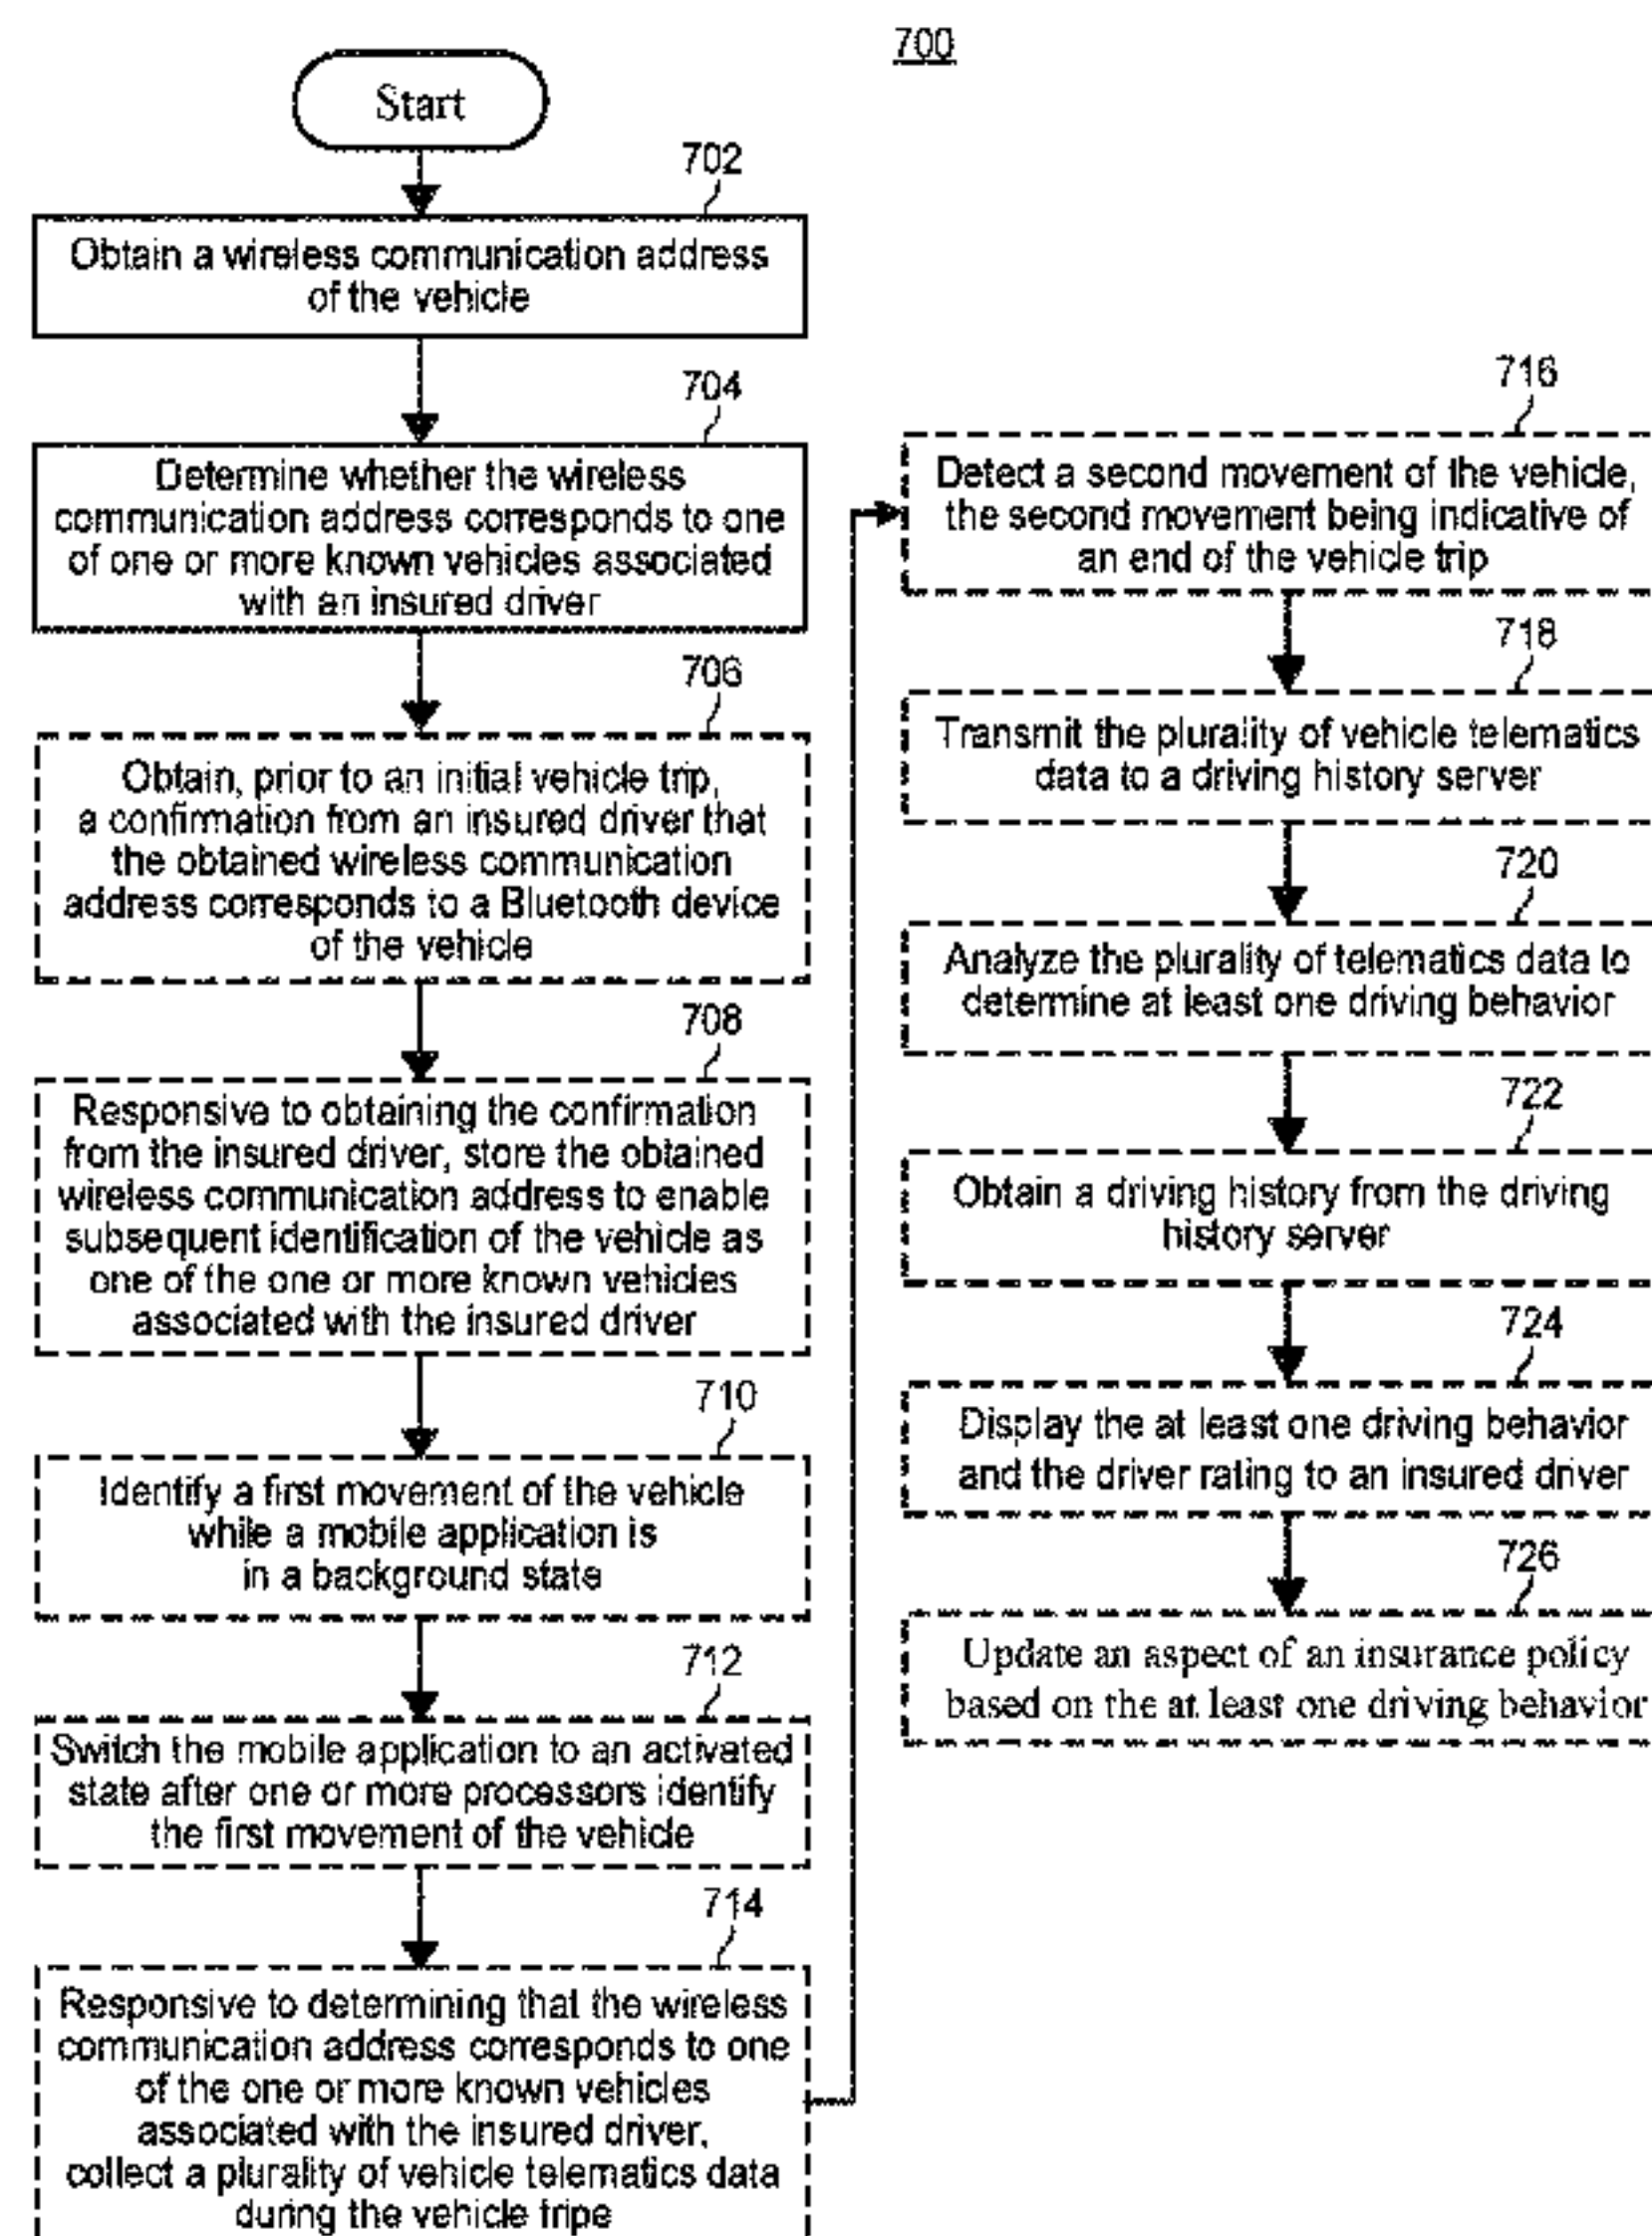 700
Start
702
Obtain a wireless communication address
of the vehicle
704
Determine whether the wireless
communication address corresponds to one
of one or more known vehicles associated
with an insured driver
706
Obtain, prior to an initial vehicle trip,
a confirmation from an insured driver that
the obtained wireless communication
address corresponds to a Bluetooth device
of the vehicle
708
Responsive to obtaining the confirmation
from the insured driver, store the obtained
wireless communication address to enable
subsequent identification of the vehicle as
one of the one or more known vehicles
associated with the insured driver
710
Identify a first movement of the vehicle
while a mobile application is
in a background state
712
Switch the mobile application to an activated
state after one or more processors identify
the first movement of the vehicle
714
Responsive to determining that the wireless
communication address corresponds to one
of the one or more known vehicles
associated with the insured driver,
collect a plurality of vehicle telematics data
during the vehicle tripe
716
Detect a second movement of the vehicle,
the second movement being indicative of
an end of the vehicle trip
718
Transmit the plurality of vehicle telematics
data to a driving history server
720
Analyze the plurality of telematics data to
determine at least one driving behavior
722
Obtain a driving history from the driving
history server
724
Display the at least one driving behavior
and the driver rating to an insured driver
726
Update an aspect of an insurance policy
based on the at least one driving behavior